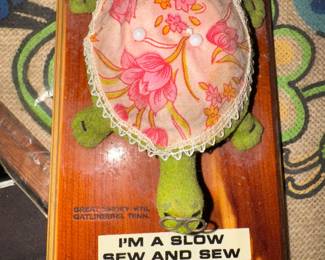 GREAT SMOKY MTS.
GATLINBURG, TENN.
I'M A SLOW
SEW AND SEW